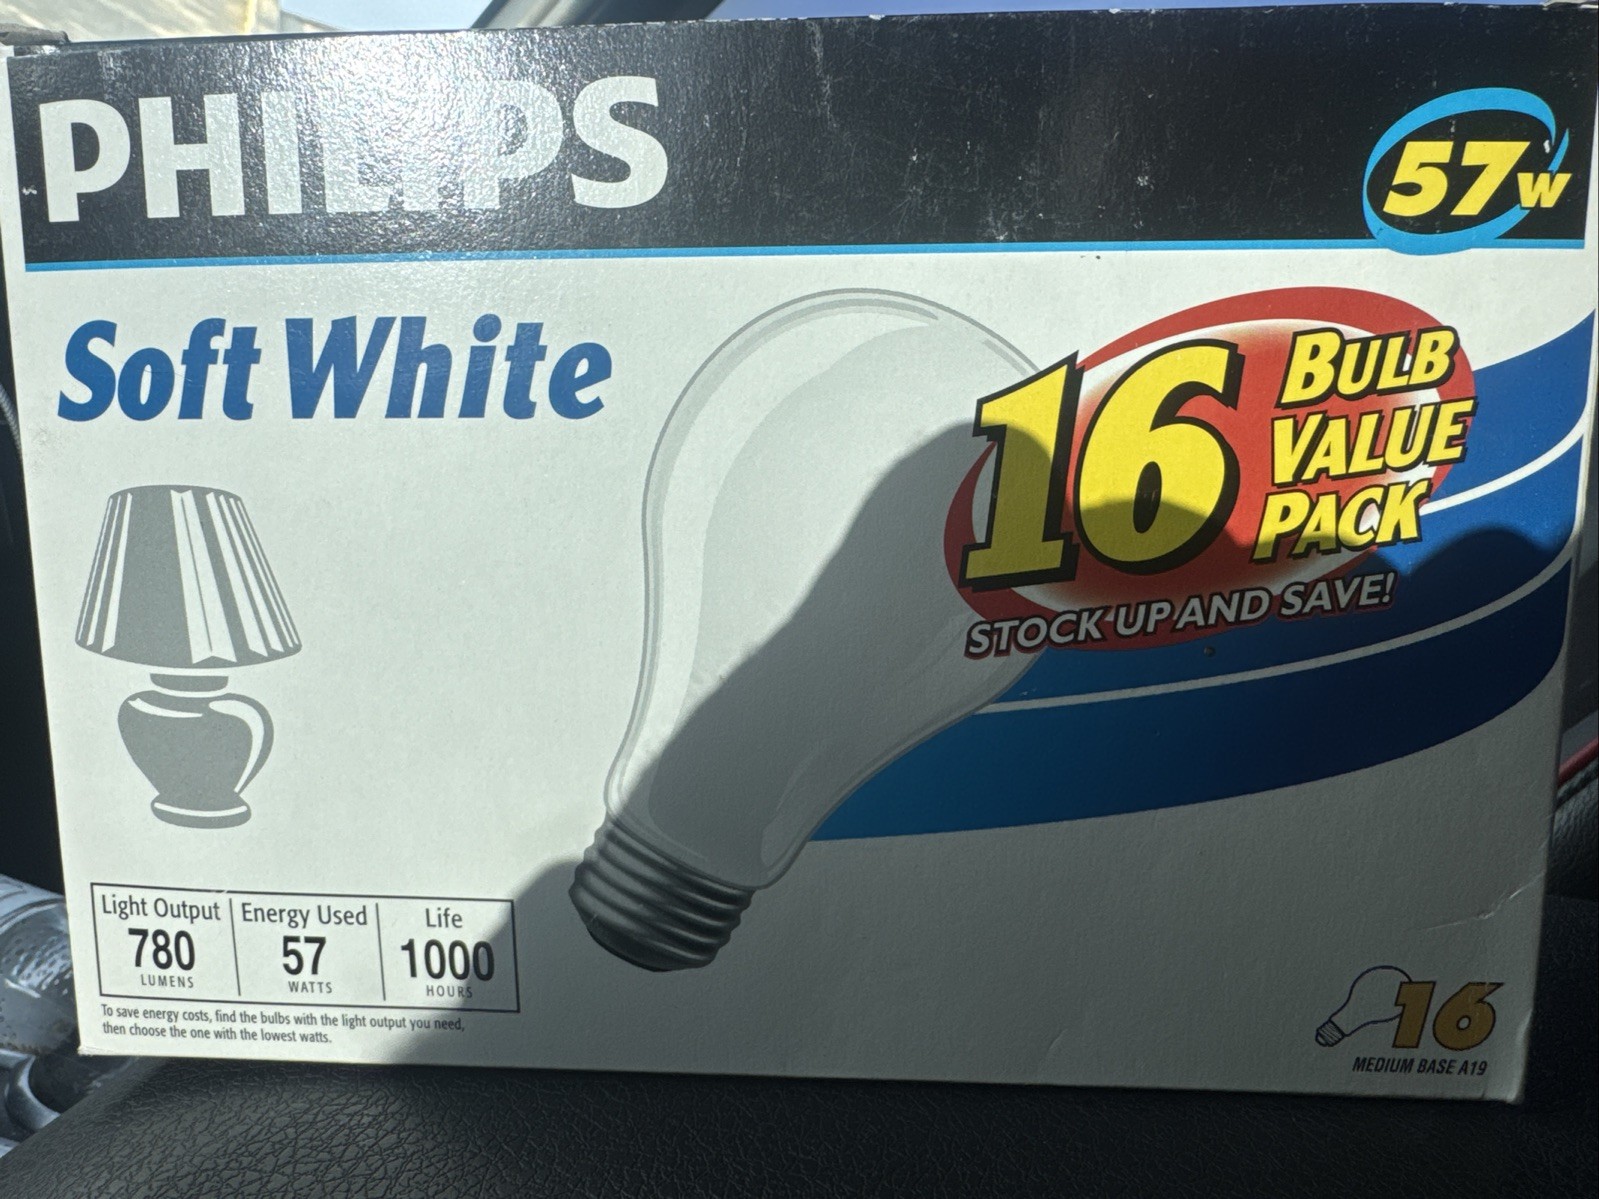 PHILIPS
57W
Soft White
16 BULB
VALUE
PACK
STOCK UP AND SAVE!
Light Output Energy Used Life
780 57 1000
LUMENS WATTS HOURS
To save energy costs, find the bulbs with the light output you need,
then choose the one with the lowest watts.
16
MEDIUM BASE A19